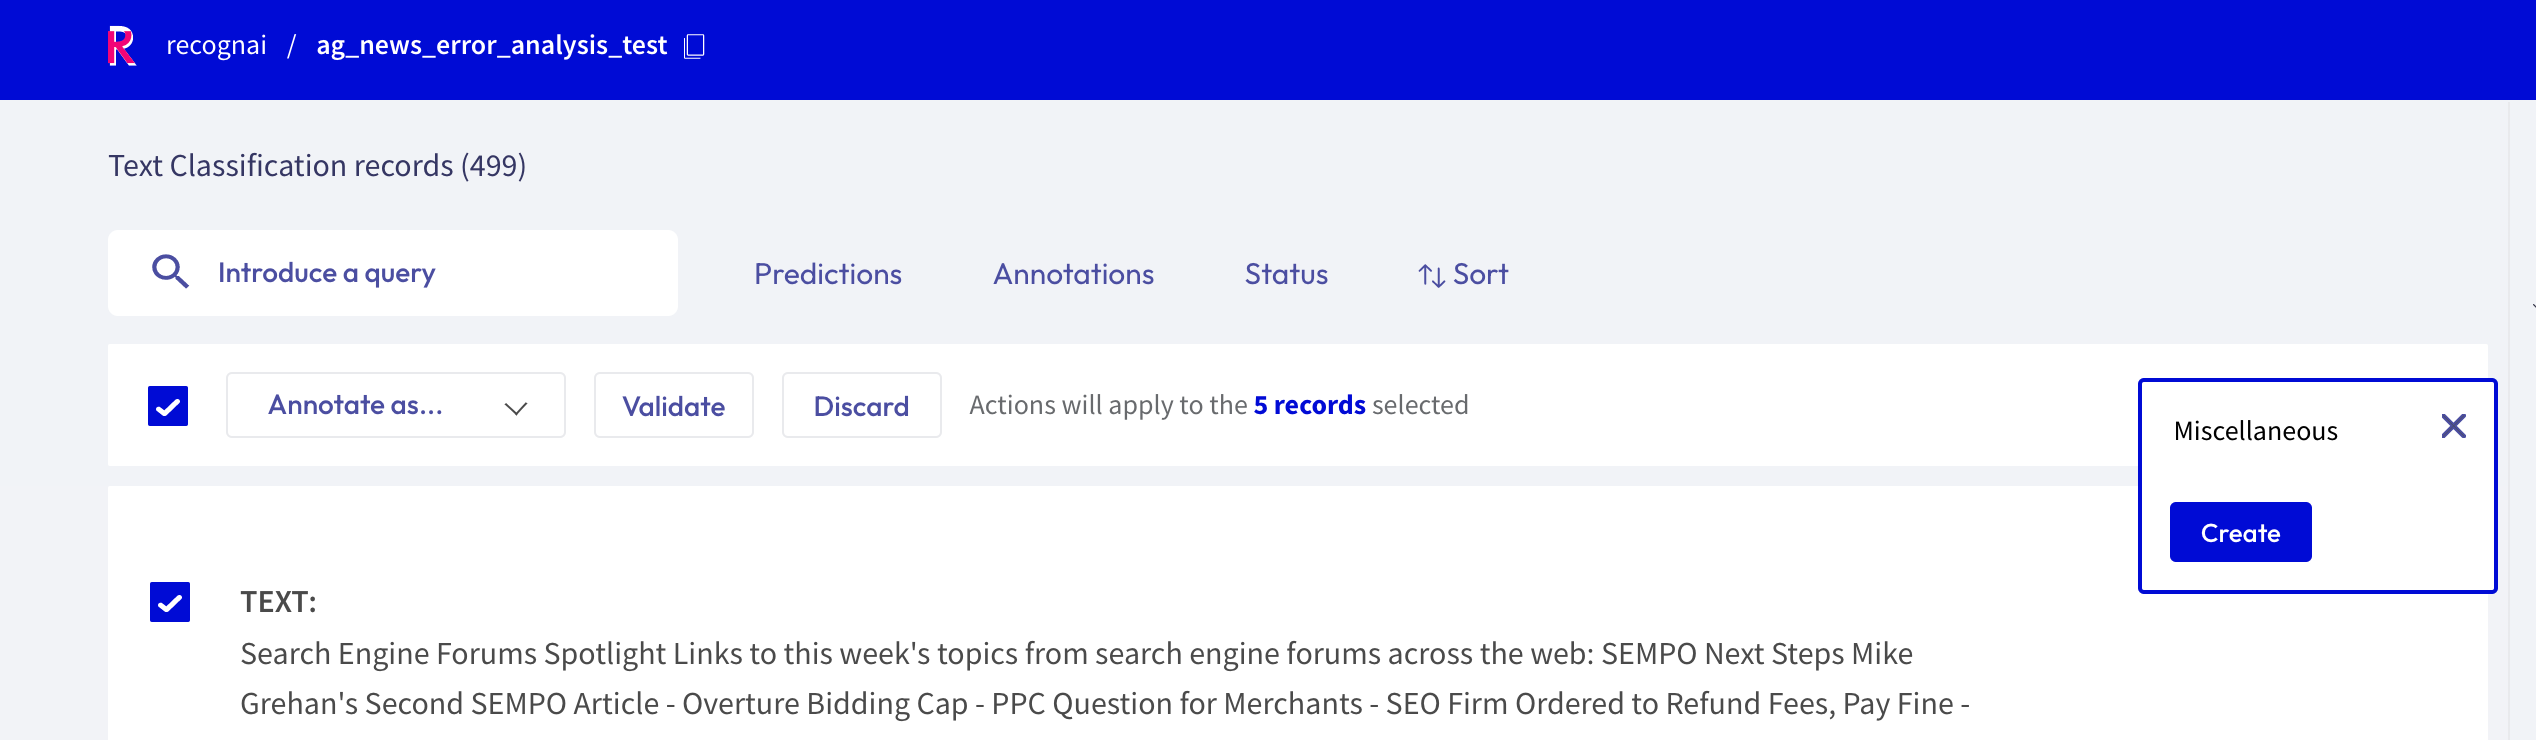 R recognai / ag_news_error_analysis_test
Text Classification records (499)
Introduce a query Predictions Annotations Status Sort
Annotate as... Validate Discard Actions will apply to the 5 records selected
Miscellaneous
Create
TEXT:
Search Engine Forums Spotlight Links to this week's topics from search engine forums across the web: SEMPO Next Steps Mike
Grehan's Second SEMPO Article - Overture Bidding Cap - PPC Question for Merchants - SEO Firm Ordered to Refund Fees, Pay Fine -